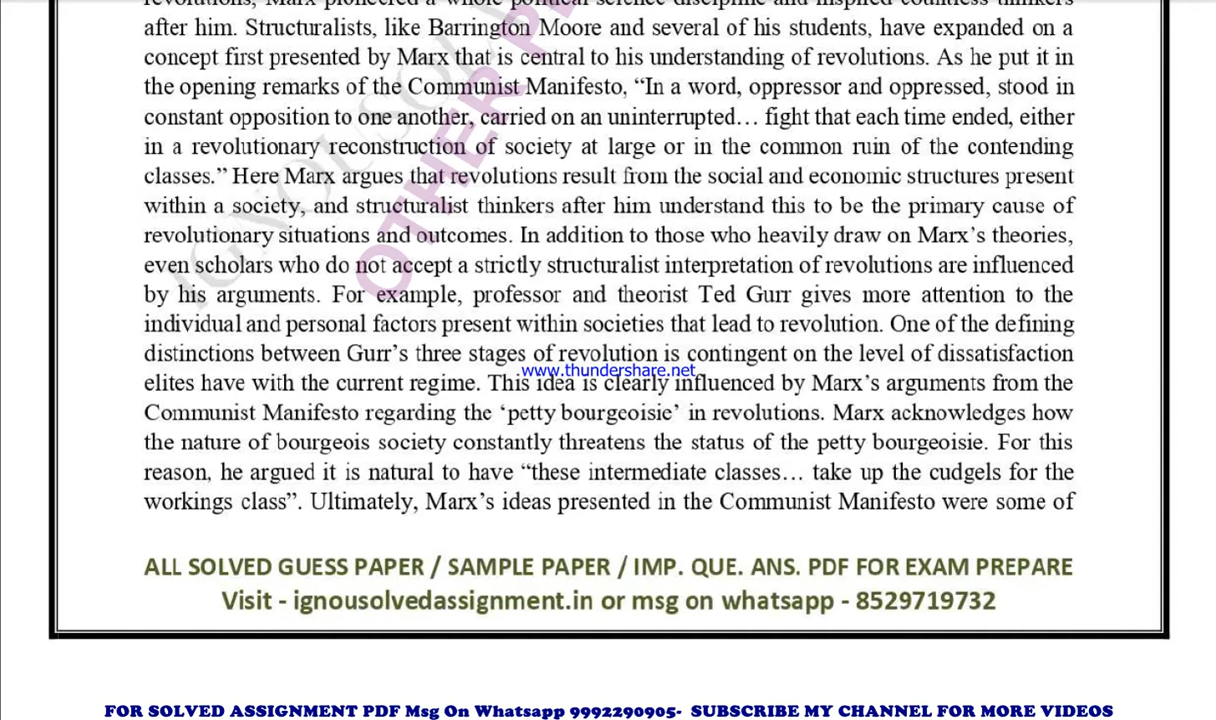 revolutions, Marx pioneered a whole political science discipline and inspired countless thinkers
after him. Structuralists, like Barrington Moore and several of his students, have expanded on a
concept first presented by Marx that is central to his understanding of revolutions. As he put it in
the opening remarks of the Communist Manifesto, “In a word, oppressor and oppressed, stood in
constant opposition to one another, carried on an uninterrupted… fight that each time ended, either
in a revolutionary reconstruction of society at large or in the common ruin of the contending
classes.” Here Marx argues that revolutions result from the social and economic structures present
within a society, and structuralist thinkers after him understand this to be the primary cause of
revolutionary situations and outcomes. In addition to those who heavily draw on Marx’s theories,
even scholars who do not accept a strictly structuralist interpretation of revolutions are influenced
by his arguments. For example, professor and theorist Ted Gurr gives more attention to the
individual and personal factors present within societies that lead to revolution. One of the defining
distinctions between Gurr’s three stages of revolution is contingent on the level of dissatisfaction
www.thundershare.net
elites have with the current regime. This idea is clearly influenced by Marx’s arguments from the
Communist Manifesto regarding the ‘petty bourgeoisie’ in revolutions. Marx acknowledges how
the nature of bourgeois society constantly threatens the status of the petty bourgeoisie. For this
reason, he argued it is natural to have “these intermediate classes… take up the cudgels for the
workings class”. Ultimately, Marx’s ideas presented in the Communist Manifesto were some of
OTHER
ALL SOLVED GUESS PAPER / SAMPLE PAPER / IMP. QUE. ANS. PDF FOR EXAM PREPARE
Visit - ignousolvedassignment.in or msg on whatsapp - 8529719732
FOR SOLVED ASSIGNMENT PDF Msg On Whatsapp 9992290905- SUBSCRIBE MY CHANNEL FOR MORE VIDEOS